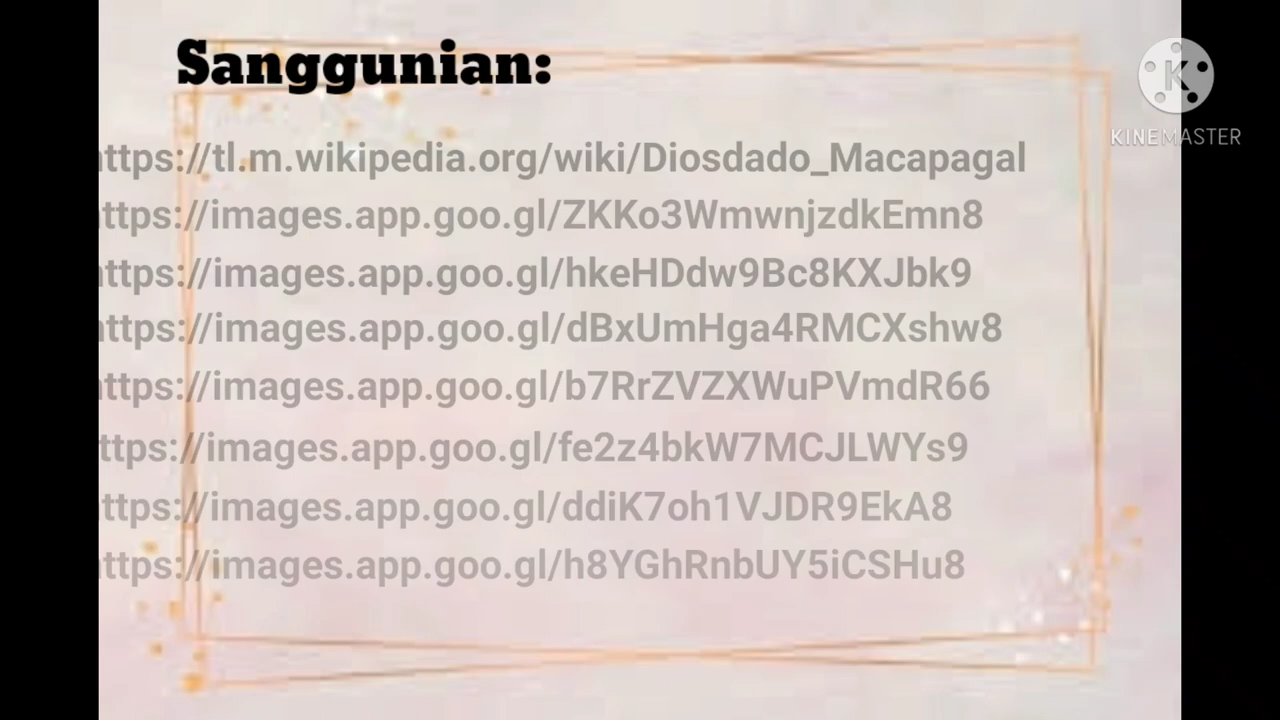 Sanggunian:
KINEMASTER
ttps://tl.m.wikipedia.org/wiki/Diosdado_Macapagal
ttps://images.app.goo.gl/ZKKo3WmwnjzdkEmn8
ttps://images.app.goo.gl/hkeHDdw9Bc8KXJbk9
ttps://images.app.goo.gl/dBxUmHga4RMCXshw8
ttps://images.app.goo.gl/b7RrZVZXWuPVmdR66
ttps://images.app.goo.gl/fe2z4bkW7MCJLWYs9
ttps://images.app.goo.gl/ddiK7oh1VJDR9EkA8
ttps://images.app.goo.gl/h8YGhRnbUY5iCSHu8